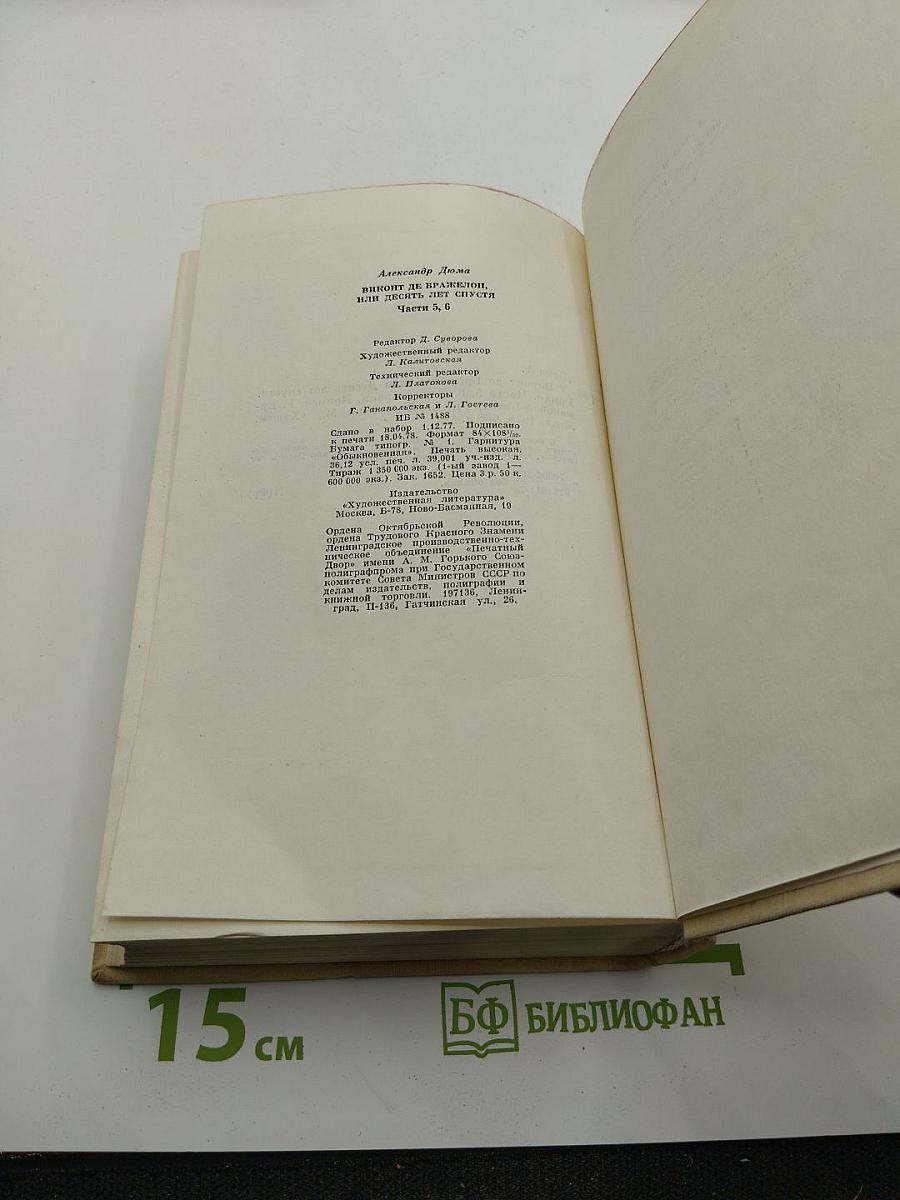 Александр Дюма
ВИКОНТ ДЕ БРАЖЕЛОН,
ИЛИ ДЕСЯТЬ ЛЕТ СПУСТЯ
Части 5, 6
Редактор Д. Суворова
Художественный редактор
Л. Калитовская
Технический редактор
Л. Платонова
Корректоры
Г. Ганапольская и Л. Гостева
ИБ № 1488
Сдано в набор 1.12.77. Подписано
к печати 18.04.78. Формат 84×108¹/₃₂.
Бумага типогр. № 1. Гарнитура
«Обыкновенная». Печать высокая.
36,12 усл. печ. л. 39,001 уч.-изд. л.
Тираж 1 350 000 экз. (1-ый завод 1—
600 000 экз.). Зак. 1652. Цена 3 р. 50 к.
Издательство
«Художественная литература»
Москва, Б-78, Ново-Басманная, 19
Ордена Октябрьской Революции,
ордена Трудового Красного Знамени
Ленинградское производственно-тех-
ническое объединение «Печатный
Двор» имени А. М. Горького Союз-
полиграфпрома при Государственном
комитете Совета Министров СССР по
делам издательств, полиграфии и
книжной торговли. 197136, Ленин-
град, П-136, Гатчинская ул., 26.
15 см
БФ БИБЛИОФАН